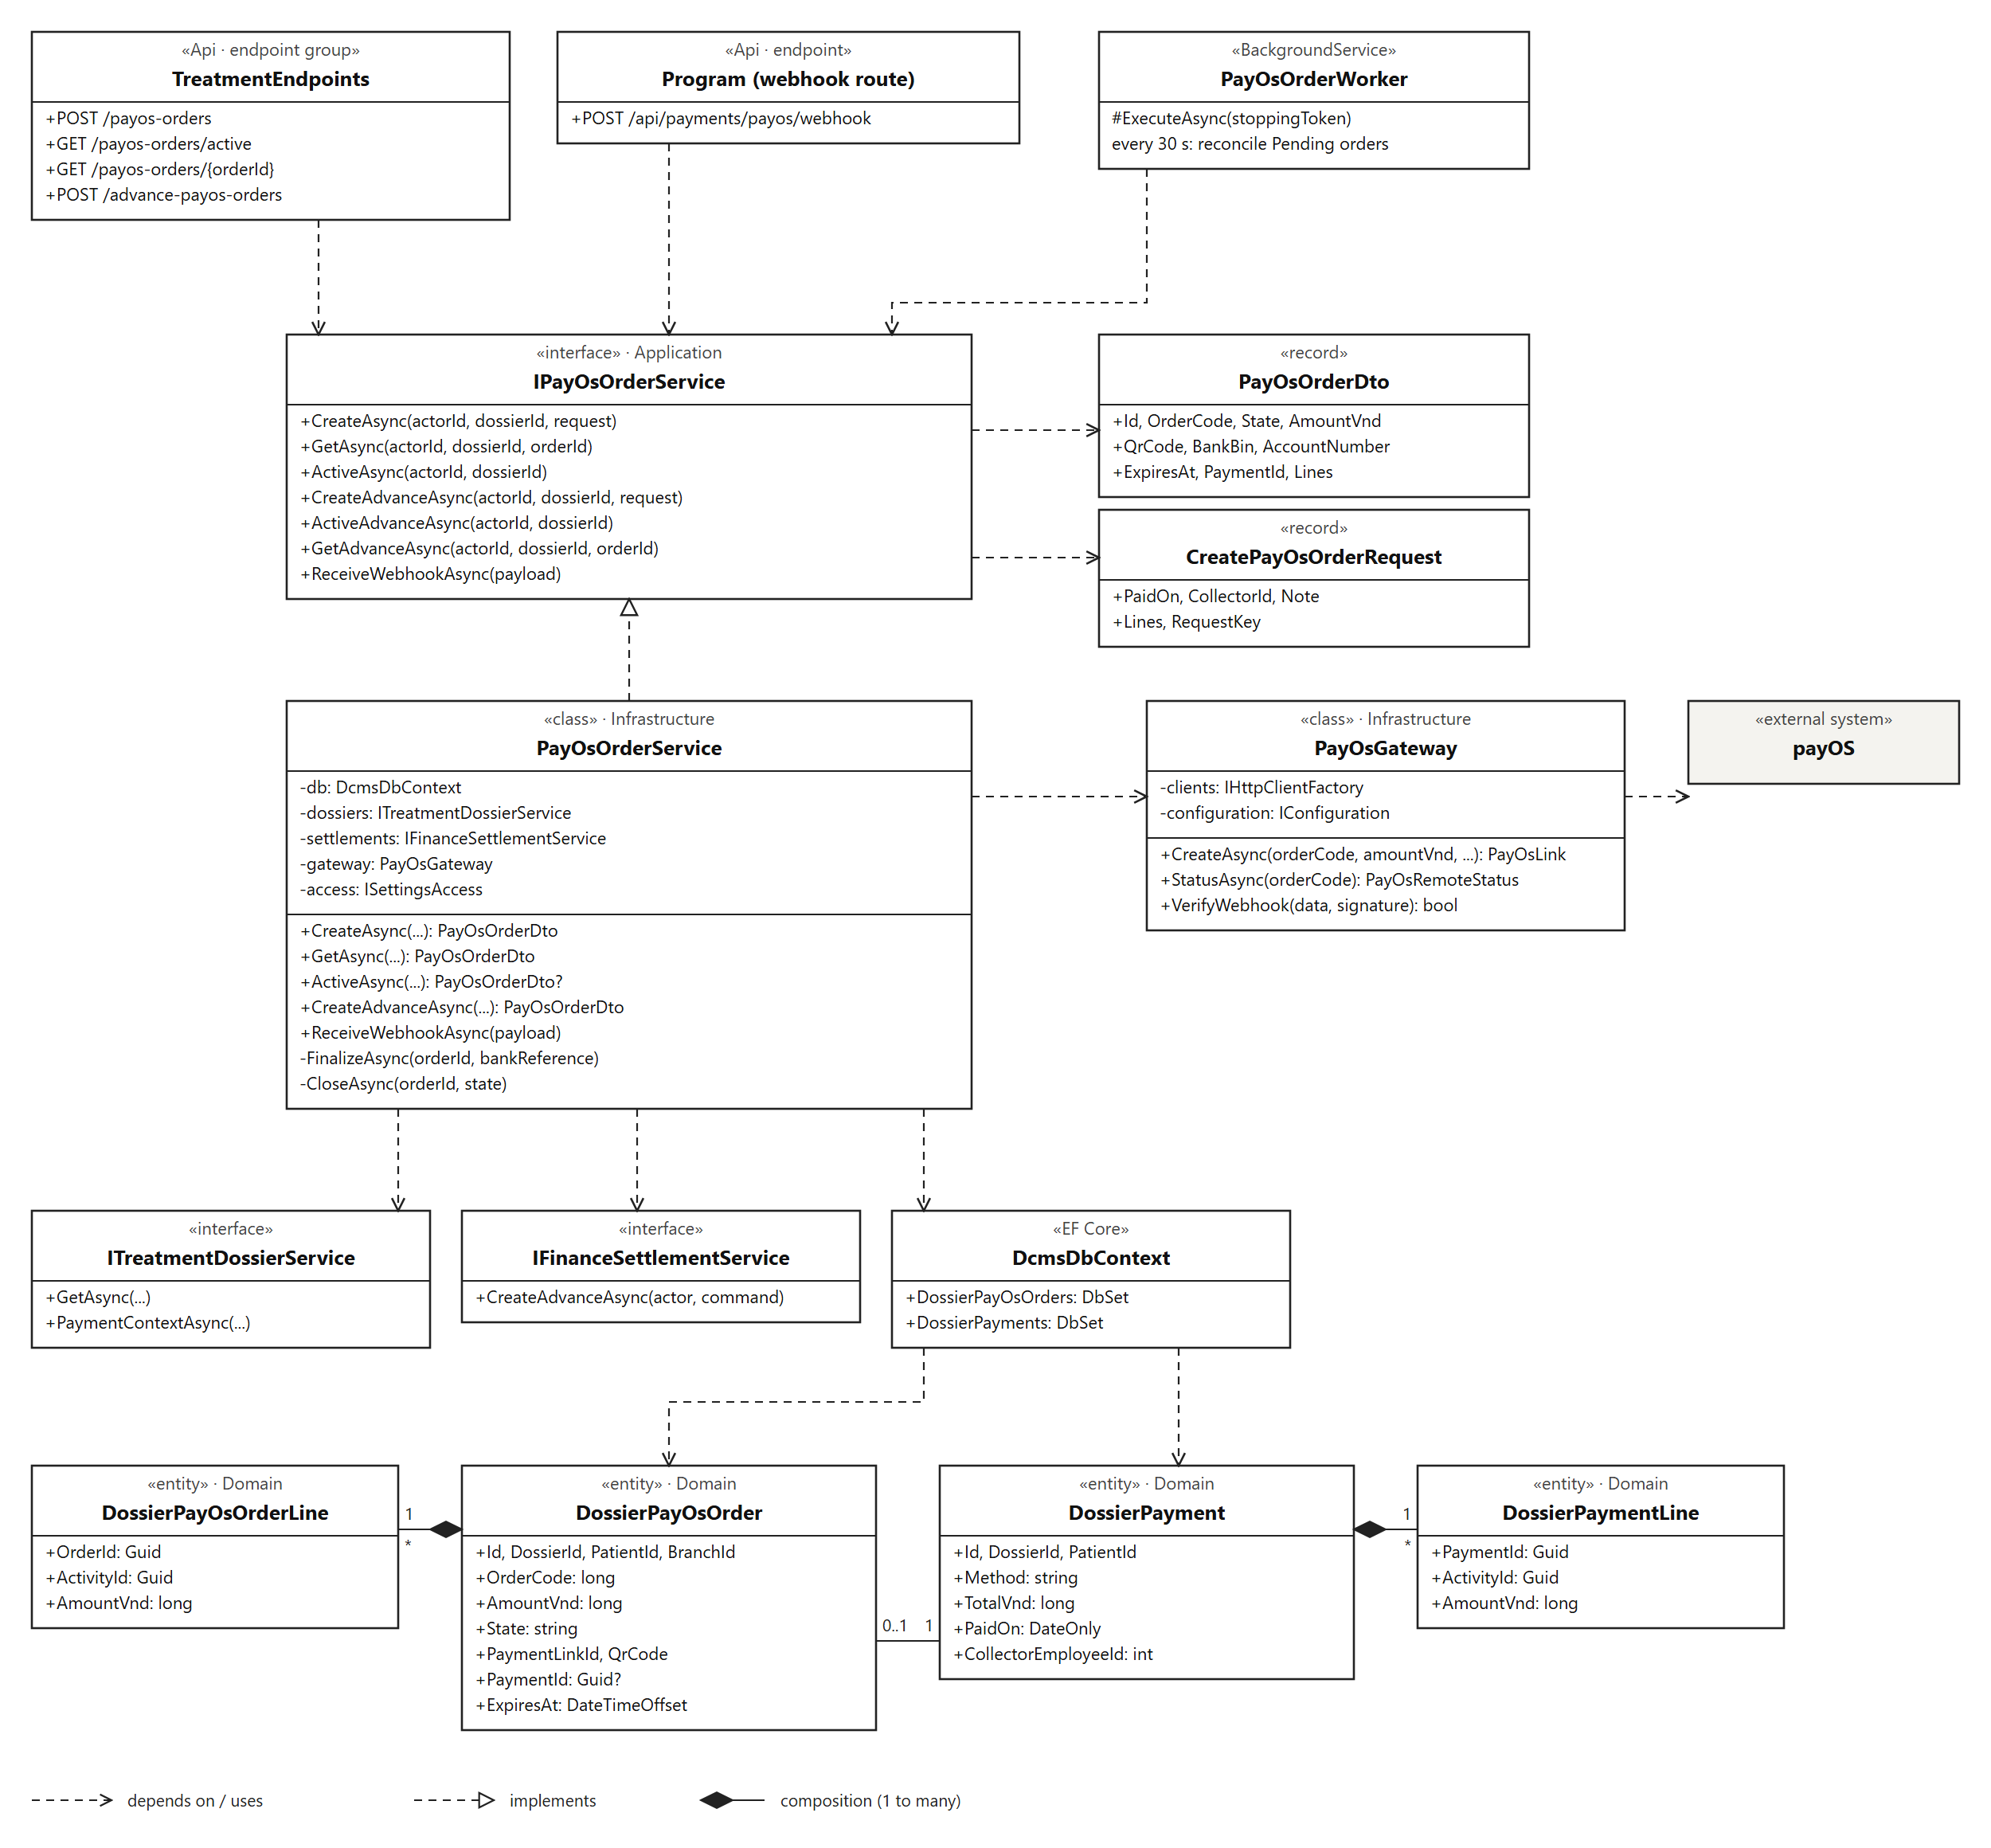 «Api · endpoint group»
TreatmentEndpoints
+POST /payos-orders
+GET /payos-orders/active
+GET /payos-orders/{orderId}
+POST /advance-payos-orders
«Api · endpoint»
Program (webhook route)
+POST /api/payments/payos/webhook
«BackgroundService»
PayOsOrderWorker
#ExecuteAsync(stoppingToken)
every 30 s: reconcile Pending orders
«interface» · Application
IPayOsOrderService
+CreateAsync(actorId, dossierId, request)
+GetAsync(actorId, dossierId, orderId)
+ActiveAsync(actorId, dossierId)
+CreateAdvanceAsync(actorId, dossierId, request)
+ActiveAdvanceAsync(actorId, dossierId)
+GetAdvanceAsync(actorId, dossierId, orderId)
+ReceiveWebhookAsync(payload)
«record»
PayOsOrderDto
+Id, OrderCode, State, AmountVnd
+QrCode, BankBin, AccountNumber
+ExpiresAt, PaymentId, Lines
«record»
CreatePayOsOrderRequest
+PaidOn, CollectorId, Note
+Lines, RequestKey
«class» · Infrastructure
PayOsOrderService
-db: DcmsDbContext
-dossiers: ITreatmentDossierService
-settlements: IFinanceSettlementService
-gateway: PayOsGateway
-access: ISettingsAccess
+CreateAsync(...): PayOsOrderDto
+GetAsync(...): PayOsOrderDto
+ActiveAsync(...): PayOsOrderDto?
+CreateAdvanceAsync(...): PayOsOrderDto
+ReceiveWebhookAsync(payload)
-FinalizeAsync(orderId, bankReference)
-CloseAsync(orderId, state)
«class» · Infrastructure
PayOsGateway
-clients: IHttpClientFactory
-configuration: IConfiguration
+CreateAsync(orderCode, amountVnd, ...): PayOsLink
+StatusAsync(orderCode): PayOsRemoteStatus
+VerifyWebhook(data, signature): bool
«external system»
payOS
«interface»
ITreatmentDossierService
+GetAsync(...)
+PaymentContextAsync(...)
«interface»
IFinanceSettlementService
+CreateAdvanceAsync(actor, command)
«EF Core»
DcmsDbContext
+DossierPayOsOrders: DbSet
+DossierPayments: DbSet
«entity» · Domain
DossierPayOsOrderLine
+OrderId: Guid
+ActivityId: Guid
+AmountVnd: long
1
*
«entity» · Domain
DossierPayOsOrder
+Id, DossierId, PatientId, BranchId
+OrderCode: long
+AmountVnd: long
+State: string
+PaymentLinkId, QrCode
+PaymentId: Guid?
+ExpiresAt: DateTimeOffset
0..1 1
«entity» · Domain
DossierPayment
+Id, DossierId, PatientId
+Method: string
+TotalVnd: long
+PaidOn: DateOnly
+CollectorEmployeeId: int
1
*
«entity» · Domain
DossierPaymentLine
+PaymentId: Guid
+ActivityId: Guid
+AmountVnd: long
depends on / uses
implements
composition (1 to many)